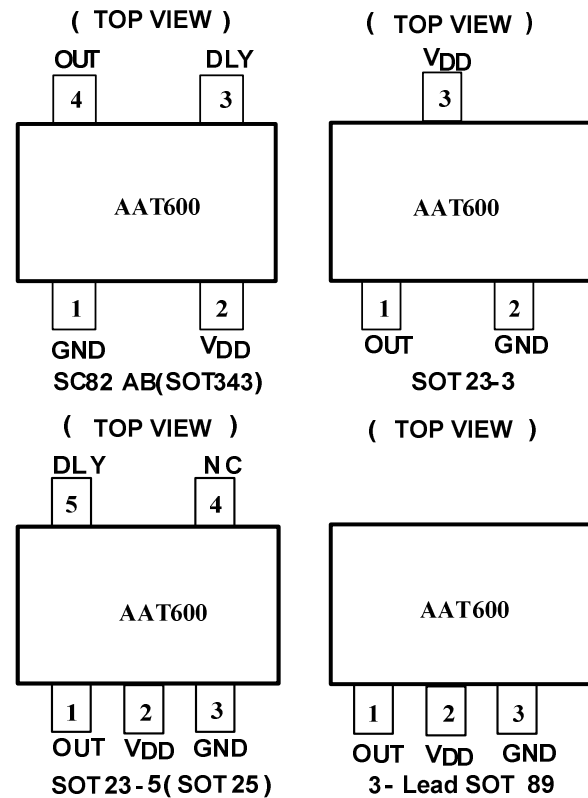 ( TOP VIEW )
OUT DLY
4 3
AAT600
1 2
GND VDD
SC82 AB(SOT343)
( TOP VIEW )
VDD
3
AAT600
1 2
OUT GND
SOT 23-3
( TOP VIEW )
DLY NC
5 4
AAT600
1 2 3
OUT VDD GND
SOT 23-5(SOT 25)
( TOP VIEW )
AAT600
1 2 3
OUT VDD GND
3- Lead SOT 89